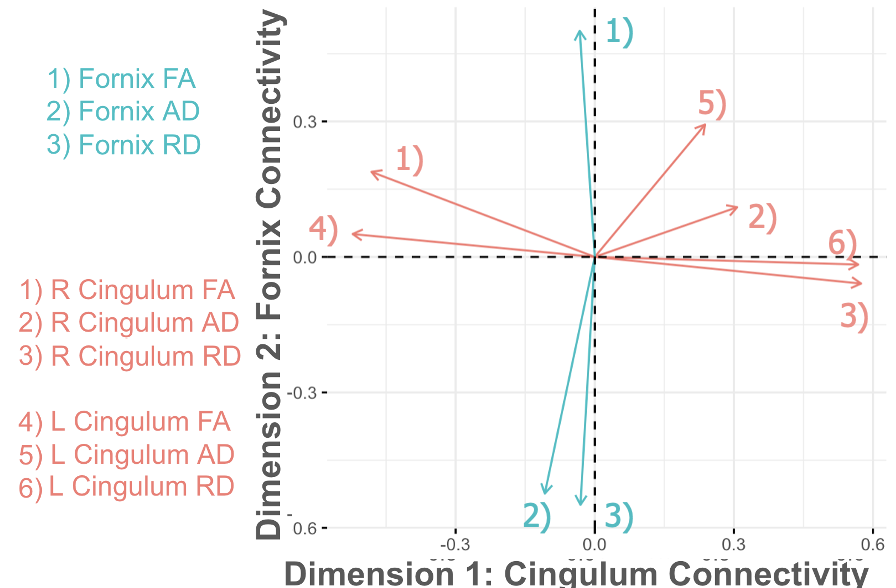 1) Fornix FA
2) Fornix AD
3) Fornix RD
1) R Cingulum FA
2) R Cingulum AD
3) R Cingulum RD
4) L Cingulum FA
5) L Cingulum AD
6) L Cingulum RD
Dimension 2: Fornix Connectivity
0.3
0.0
-0.3
-0.6
1)
5)
1)
2)
4)
6)
3)
2)
3)
-0.3
0.0
0.3
0.6
Dimension 1: Cingulum Connectivity